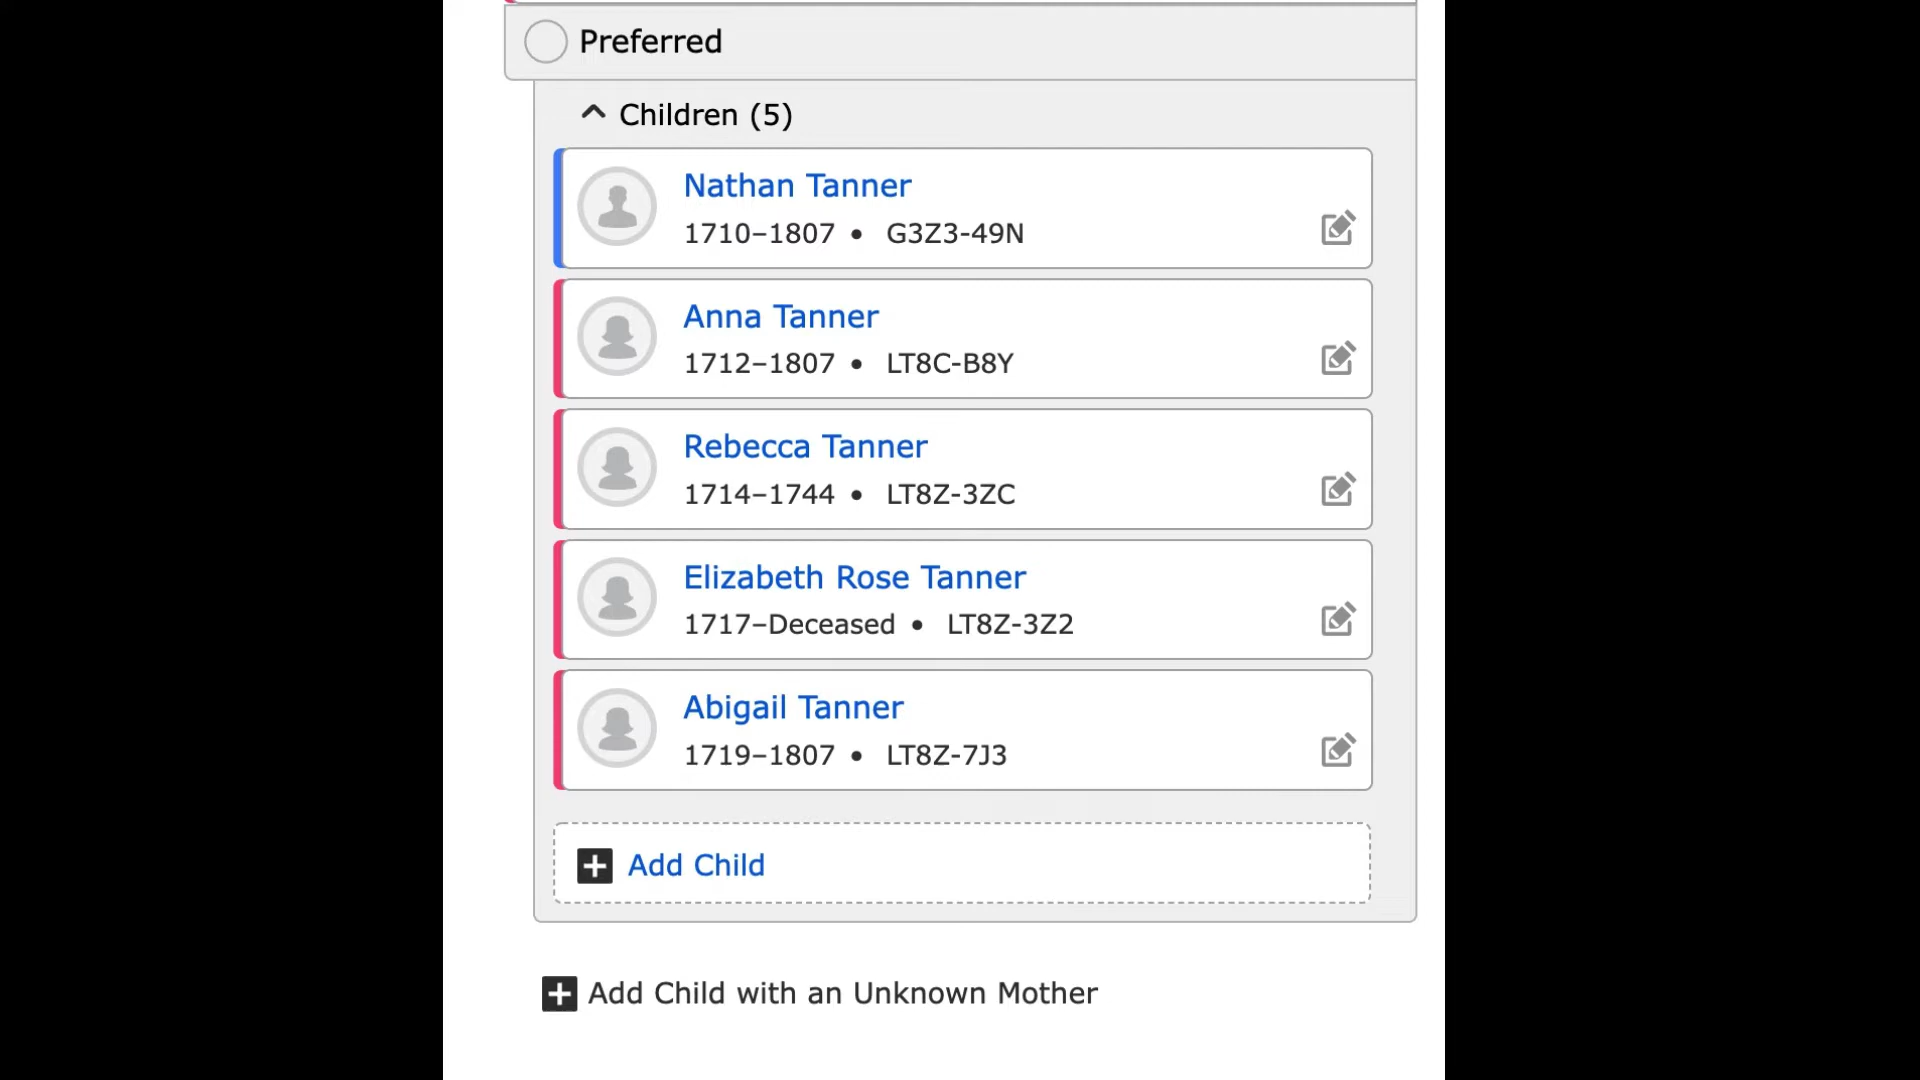 Preferred
Children (5)
Nathan Tanner
1710–1807 • G3Z3-49N
Anna Tanner
1712–1807 • LT8C-B8Y
Rebecca Tanner
1714–1744 • LT8Z-3ZC
Elizabeth Rose Tanner
1717–Deceased • LT8Z-3Z2
Abigail Tanner
1719–1807 • LT8Z-7J3
Add Child
Add Child with an Unknown Mother